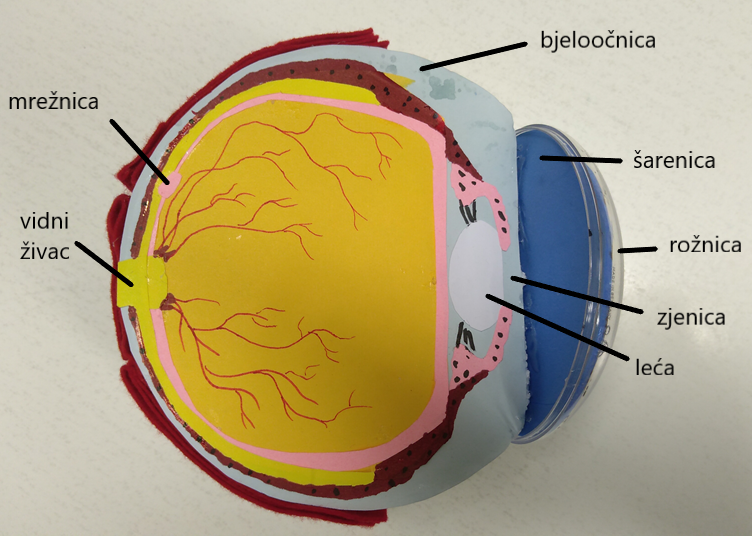 bjeloočnica
mrežnica
šarenica
vidni
živac
rožnica
zjenica
leća